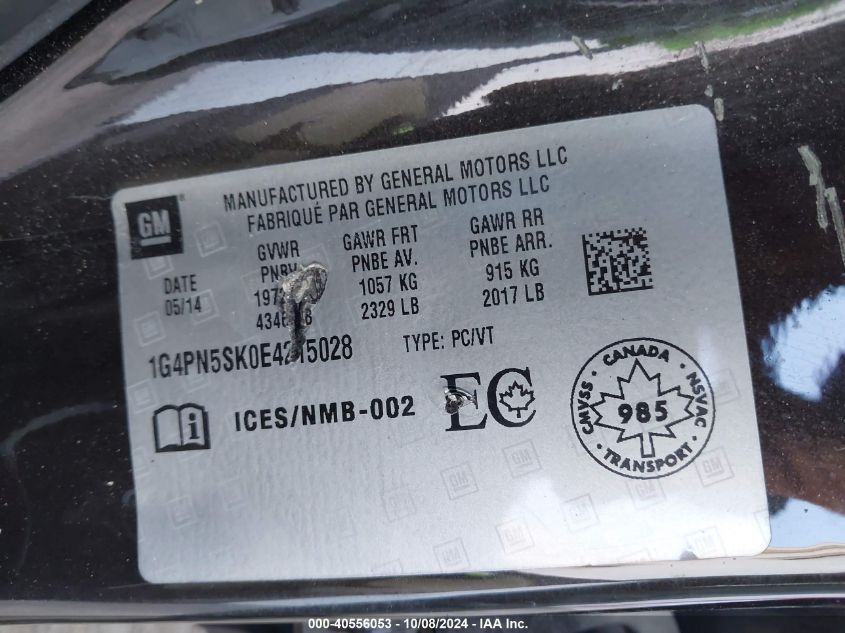 GM
MANUFACTURED BY GENERAL MOTORS LLC
FABRIQUÉ PAR GENERAL MOTORS LLC
DATE
05/14
GVWR
GAWR FRT
PNBE AV.
1057 KG
2329 LB
GAWR RR
PNBE ARR.
915 KG
2017 LB
1G4PN5SK0E4215028
TYPE: PC/VT
i ICES/NMB-002
EC
CANADA
CMVSS
985
NSVAC
TRANSPORT
000-40556053 - 10/08/2024 - IAA Inc.